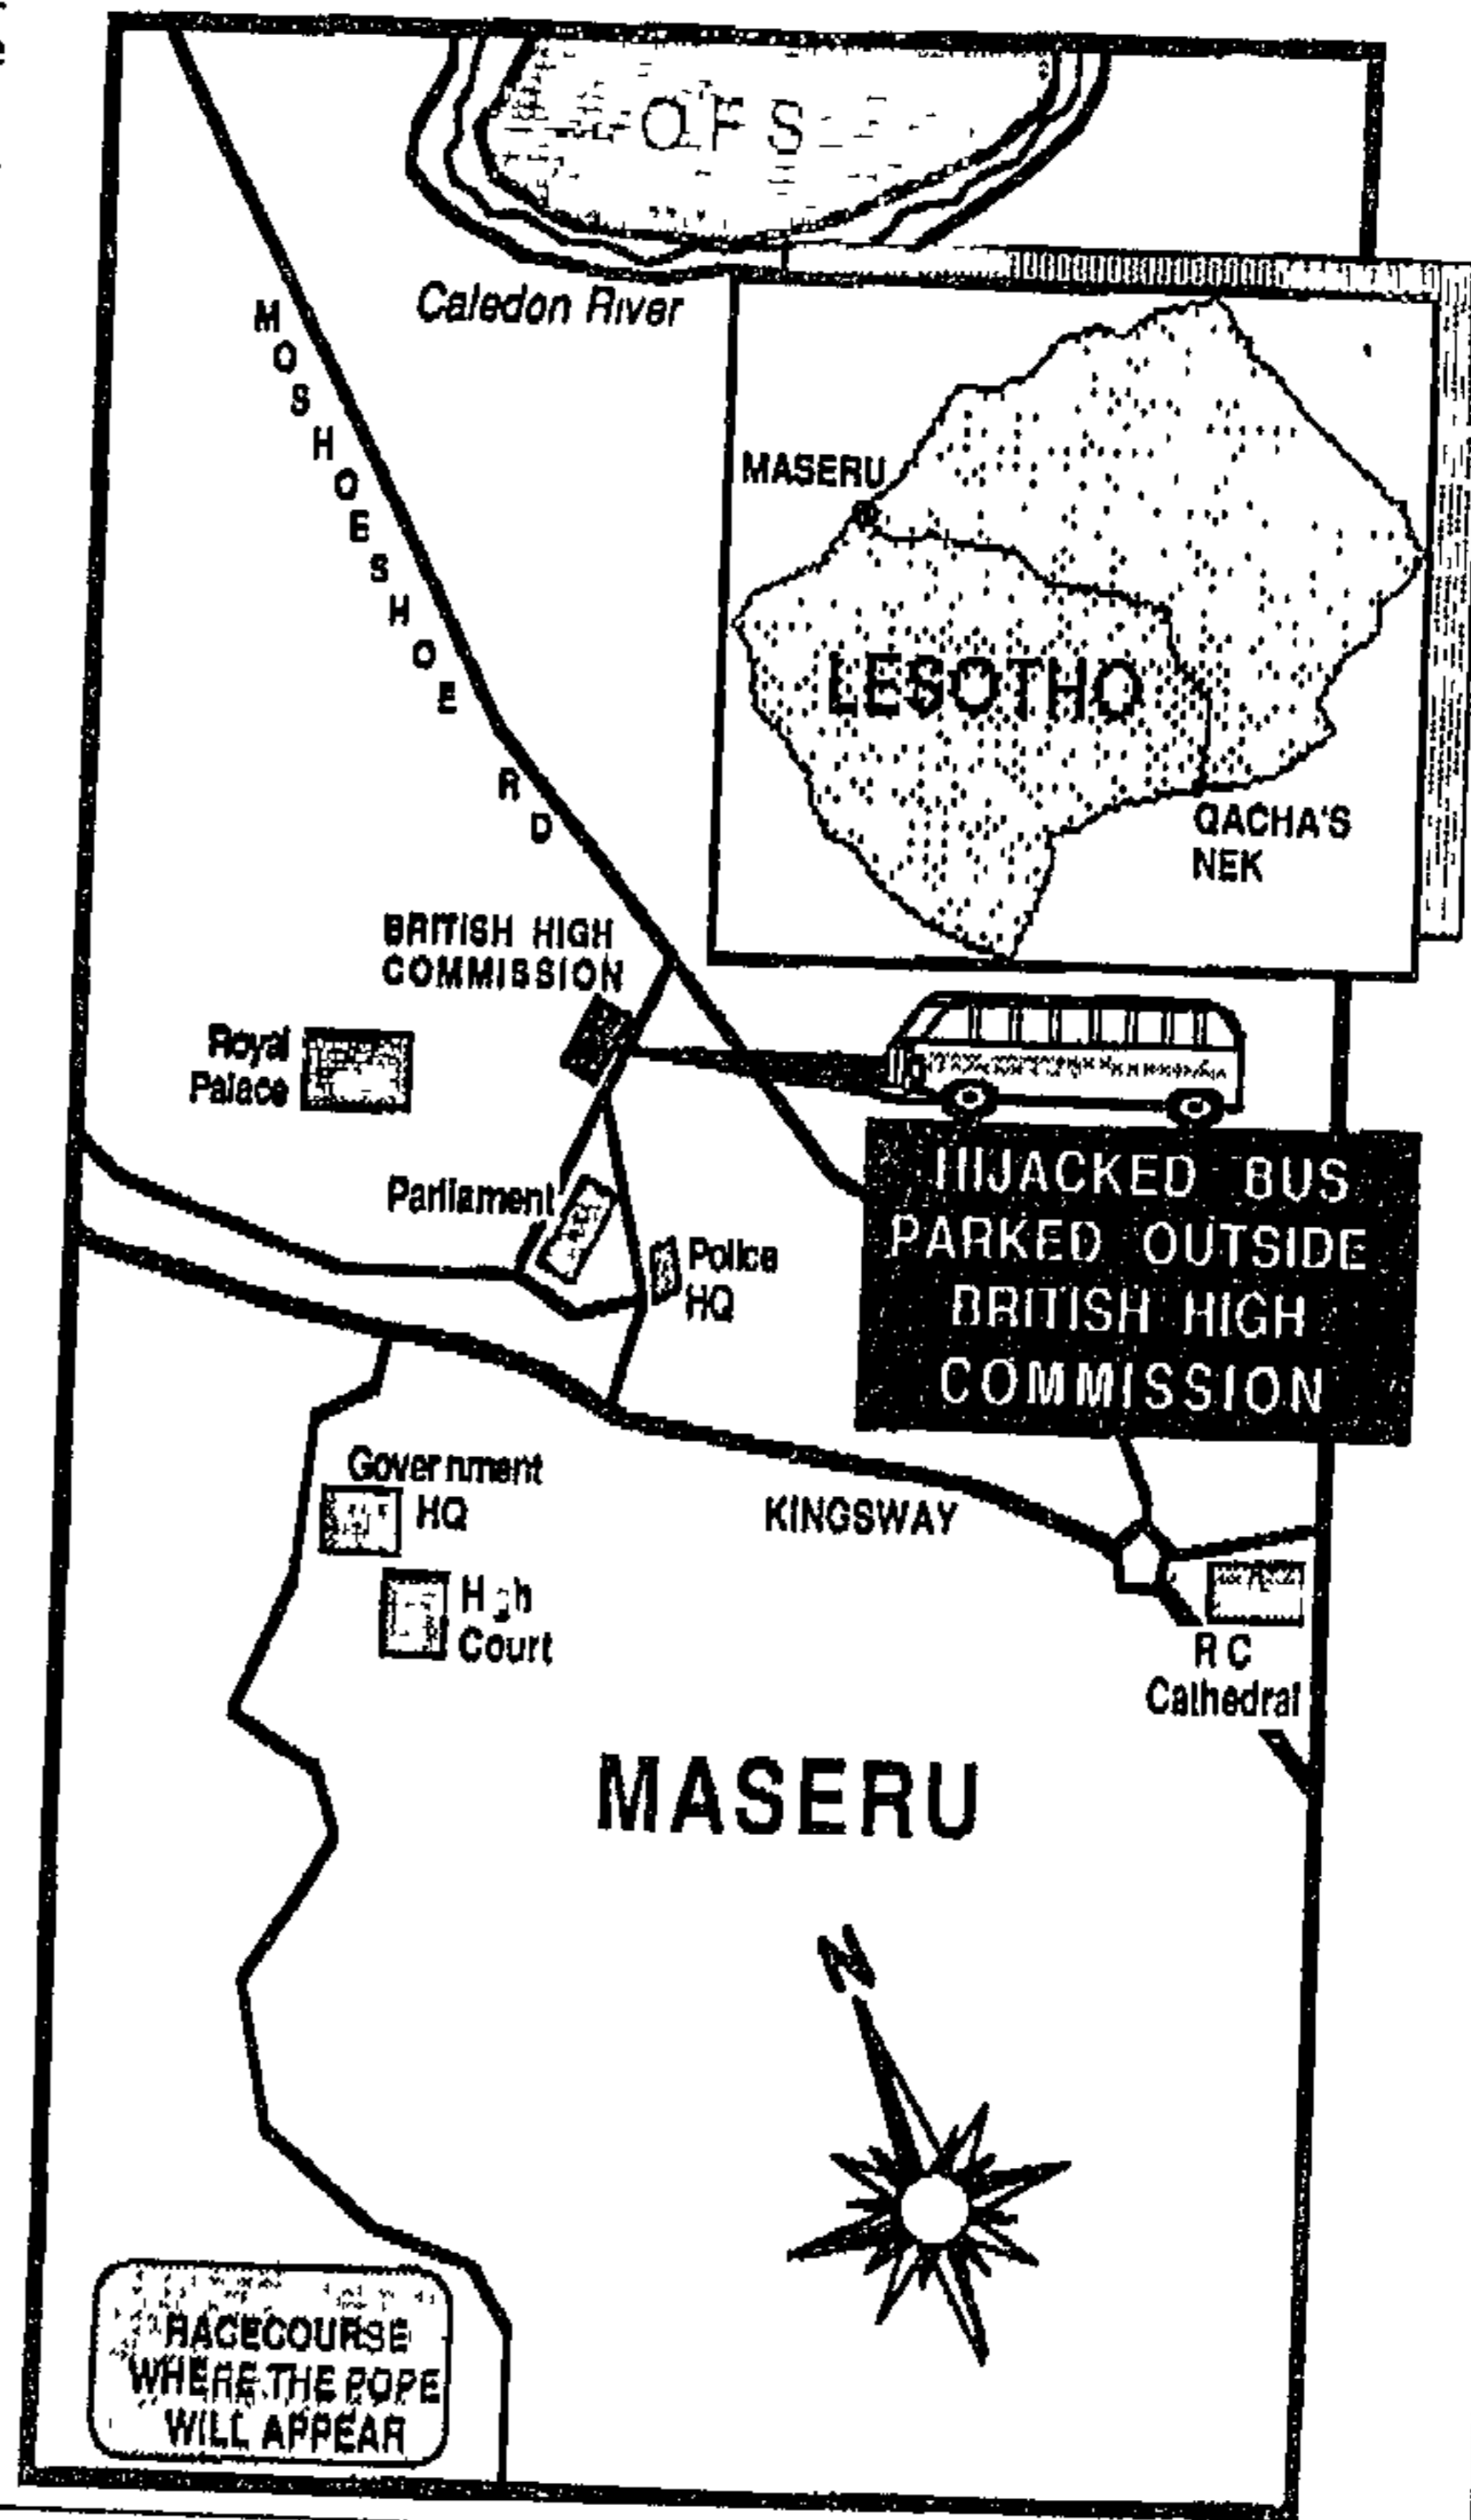 OFS
Caledon River
MOSHOESHOE RD
MASERU
LESOTHO
QACHA'S
NEK
BRITISH HIGH
COMMISSION
Royal
Palace
Parliament
Police
HQ
HIJACKED BUS
PARKED OUTSIDE
BRITISH HIGH
COMMISSION
Government
HQ
High
Court
KINGSWAY
R C
Cathedral
MASERU
N
RACECOURSE
WHERE THE POPE
WILL APPEAR